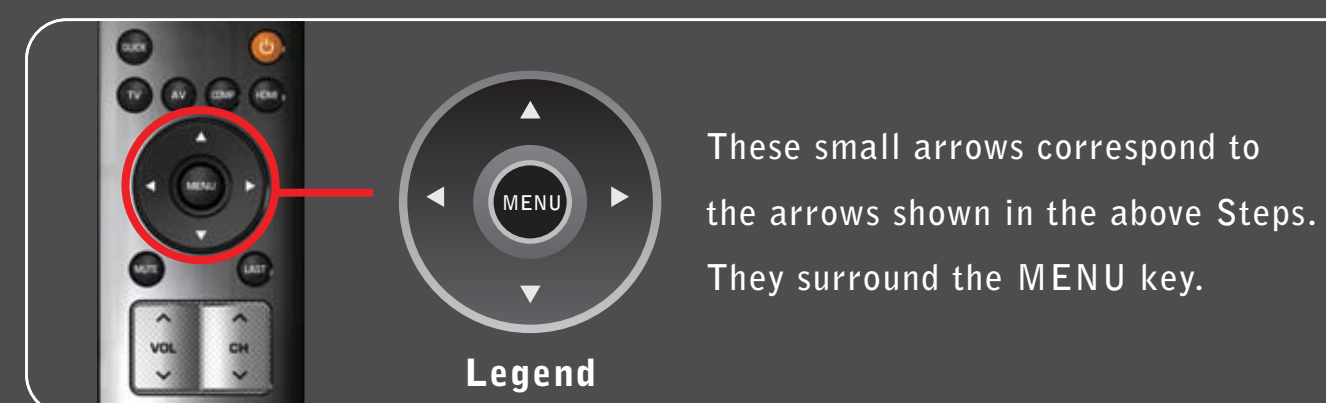 GUIDE
TV AV COMP HDMI
MENU
MUTE LAST
VOL CH
MENU
Legend
These small arrows correspond to
the arrows shown in the above Steps.
They surround the MENU key.